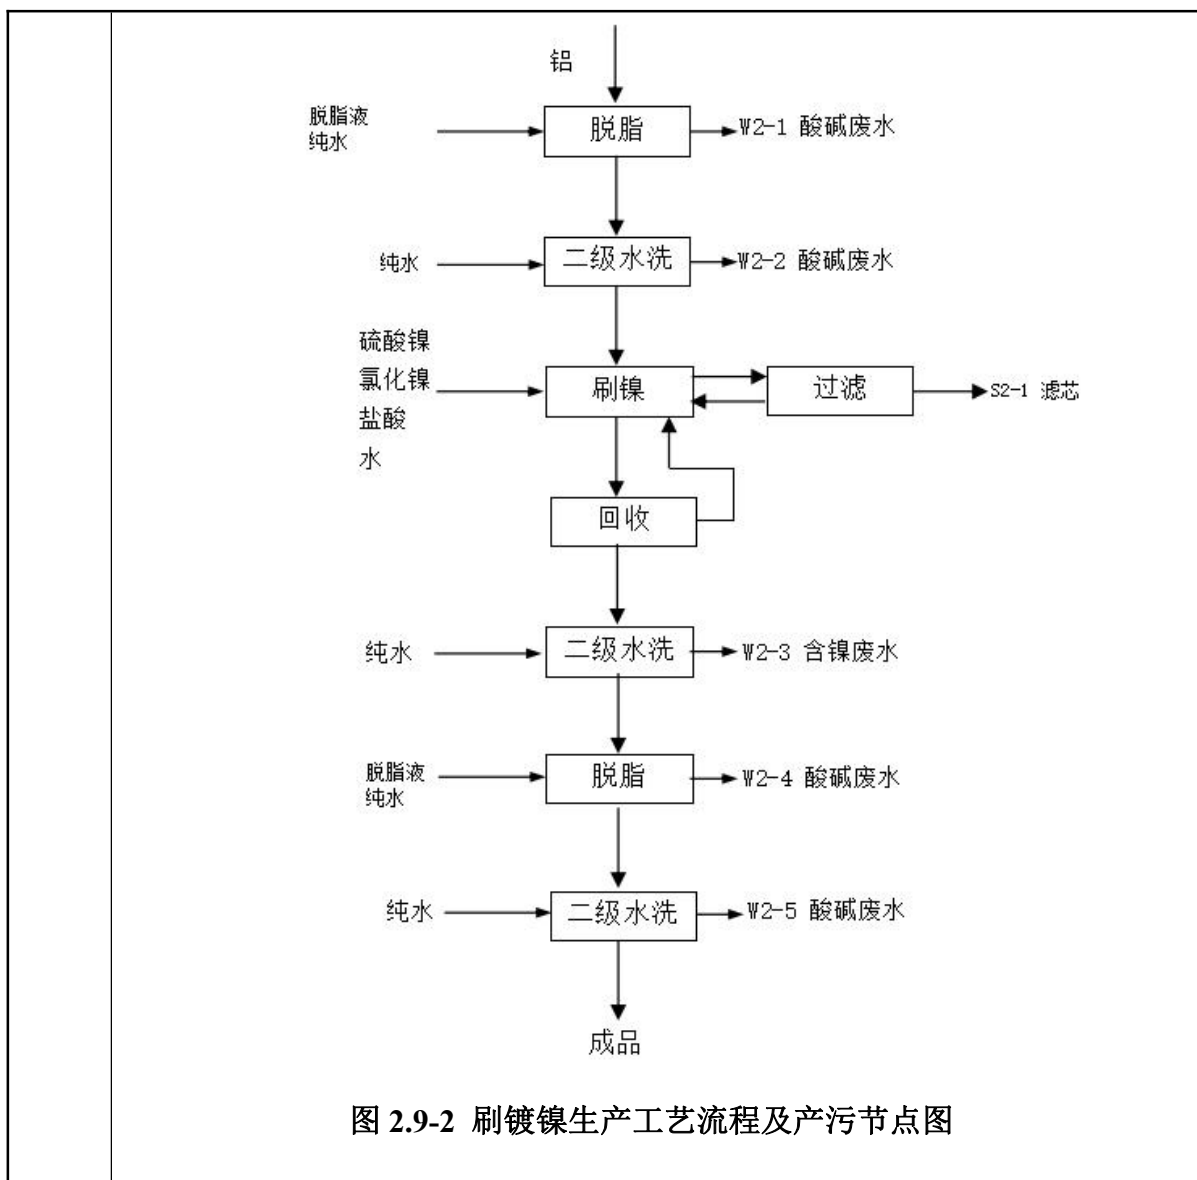 铝
脱脂液
纯水
脱脂
W2-1 酸碱废水
纯水
二级水洗
W2-2 酸碱废水
硫酸镍
氯化镍
盐酸
水
刷镍
过滤
S2-1 滤芯
回收
纯水
二级水洗
W2-3 含镍废水
脱脂液
纯水
脱脂
W2-4 酸碱废水
纯水
二级水洗
W2-5 酸碱废水
成品
图 2.9-2 刷镀镍生产工艺流程及产污节点图